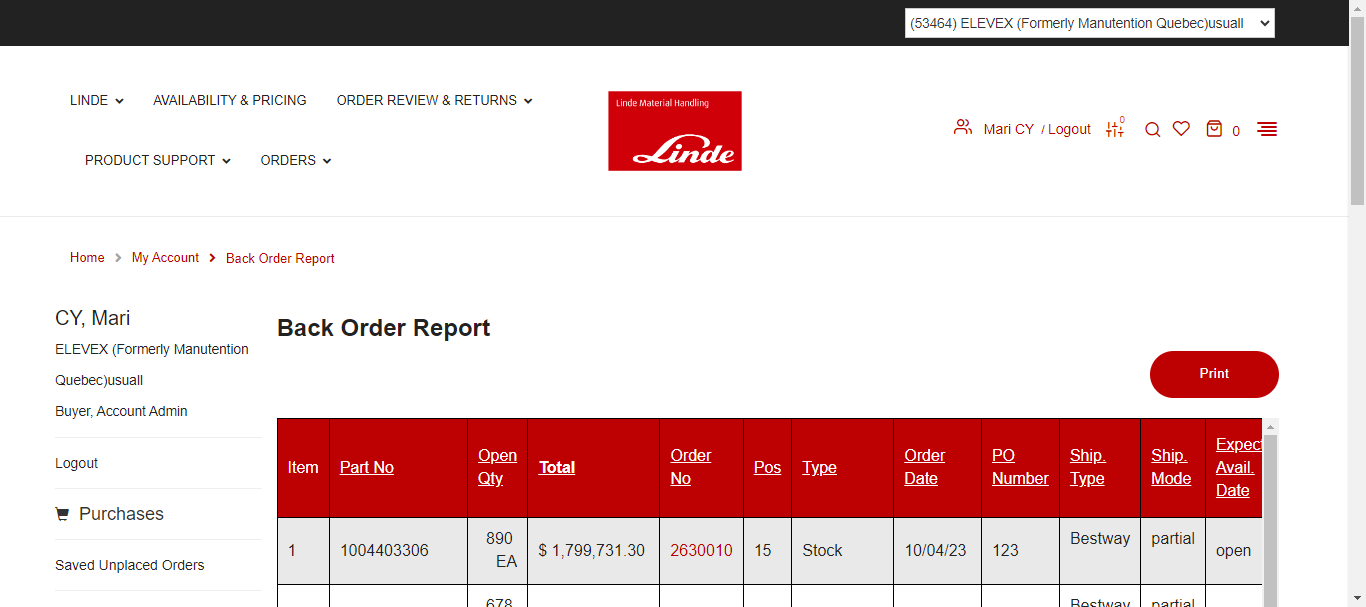 (53464) ELEVEX (Formerly Manutention Quebec)usuall
LINDE
AVAILABILITY & PRICING
ORDER REVIEW & RETURNS
Linde Material Handling
Linde
Mari CY / Logout
0
0
PRODUCT SUPPORT
ORDERS
Home
My Account
Back Order Report
CY, Mari
ELEVEX (Formerly Manutention
Quebec)usuall
Buyer, Account Admin
Logout
Purchases
Saved Unplaced Orders
Back Order Report
Print
Item
Part No
Open
Qty
Total
Order
No
Pos
Type
Order
Date
PO
Number
Ship.
Type
Ship.
Mode
Expect
Avail.
Date
1
1004403306
890
EA
$ 1,799,731.30
2630010
15
Stock
10/04/23
123
Bestway
partial
open
678
Bestway
partial